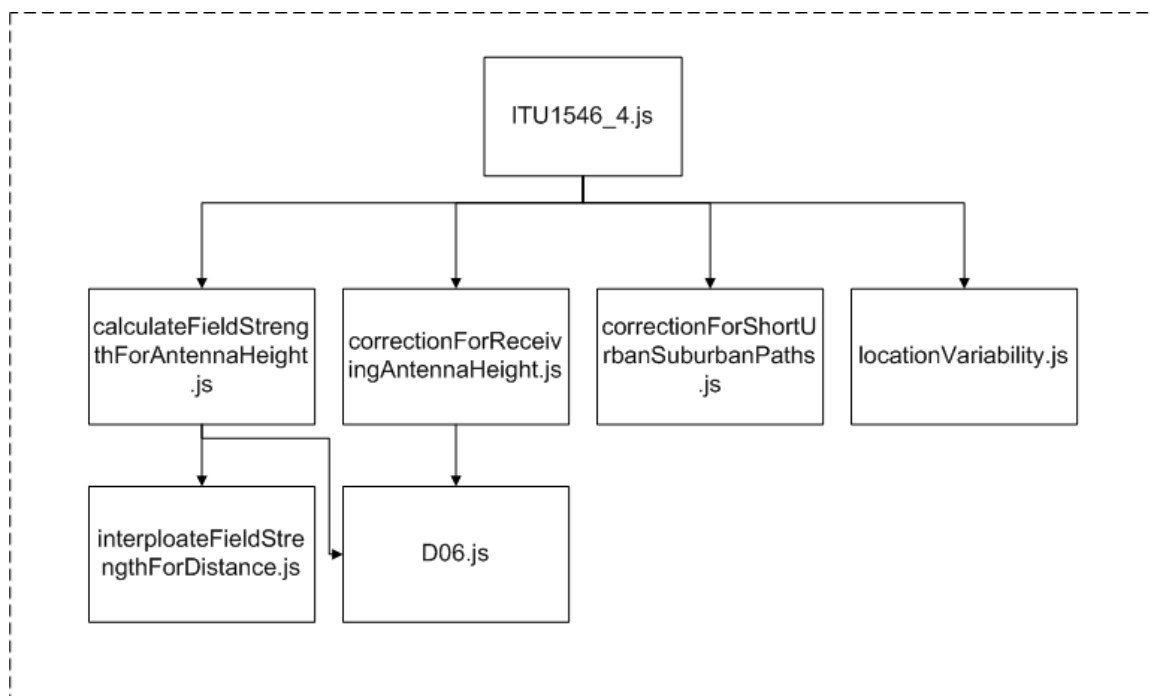 ITU1546_4.js
calculateFieldStreng
thForAntennaHeight
.js
correctionForReceiv
ingAntennaHeight.js
correctionForShortU
rbanSuburbanPaths
.js
locationVariability.js
interploateFieldStre
ngthForDistance.js
D06.js